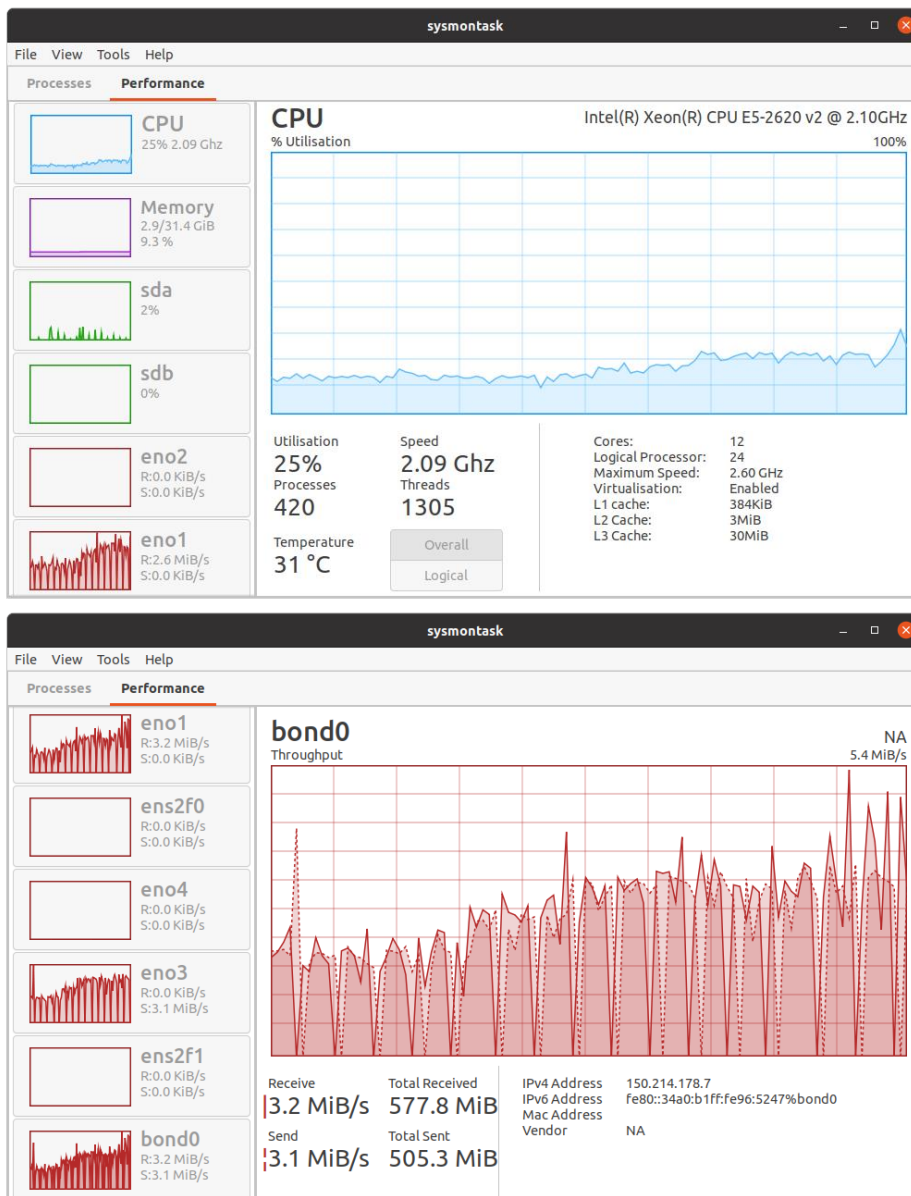 sysmontask
File View Tools Help
Processes Performance
CPU
25% 2.09 Ghz
Memory
2.9/31.4 GiB
9.3 %
sda
2%
sdb
0%
eno2
R:0.0 KiB/s
S:0.0 KiB/s
eno1
R:2.6 MiB/s
S:0.0 KiB/s
CPU Intel(R) Xeon(R) CPU E5-2620 v2 @ 2.10GHz
% Utilisation 100%
Utilisation Speed
25% 2.09 Ghz
Processes Threads
420 1305
Temperature
31 °C
Overall
Logical
Cores: 12
Logical Processor: 24
Maximum Speed: 2.60 GHz
Virtualisation: Enabled
L1 cache: 384KiB
L2 Cache: 3MiB
L3 Cache: 30MiB
sysmontask
File View Tools Help
Processes Performance
eno1
R:3.2 MiB/s
S:0.0 KiB/s
ens2f0
R:0.0 KiB/s
S:0.0 KiB/s
eno4
R:0.0 KiB/s
S:0.0 KiB/s
eno3
R:0.0 KiB/s
S:3.1 MiB/s
ens2f1
R:0.0 KiB/s
S:0.0 KiB/s
bond0
R:3.2 MiB/s
S:3.1 MiB/s
bond0 NA
Throughput 5.4 MiB/s
Receive Total Received
3.2 MiB/s 577.8 MiB
Send Total Sent
3.1 MiB/s 505.3 MiB
IPv4 Address 150.214.178.7
IPv6 Address fe80::34a0:b1ff:fe96:5247%bond0
Mac Address
Vendor NA